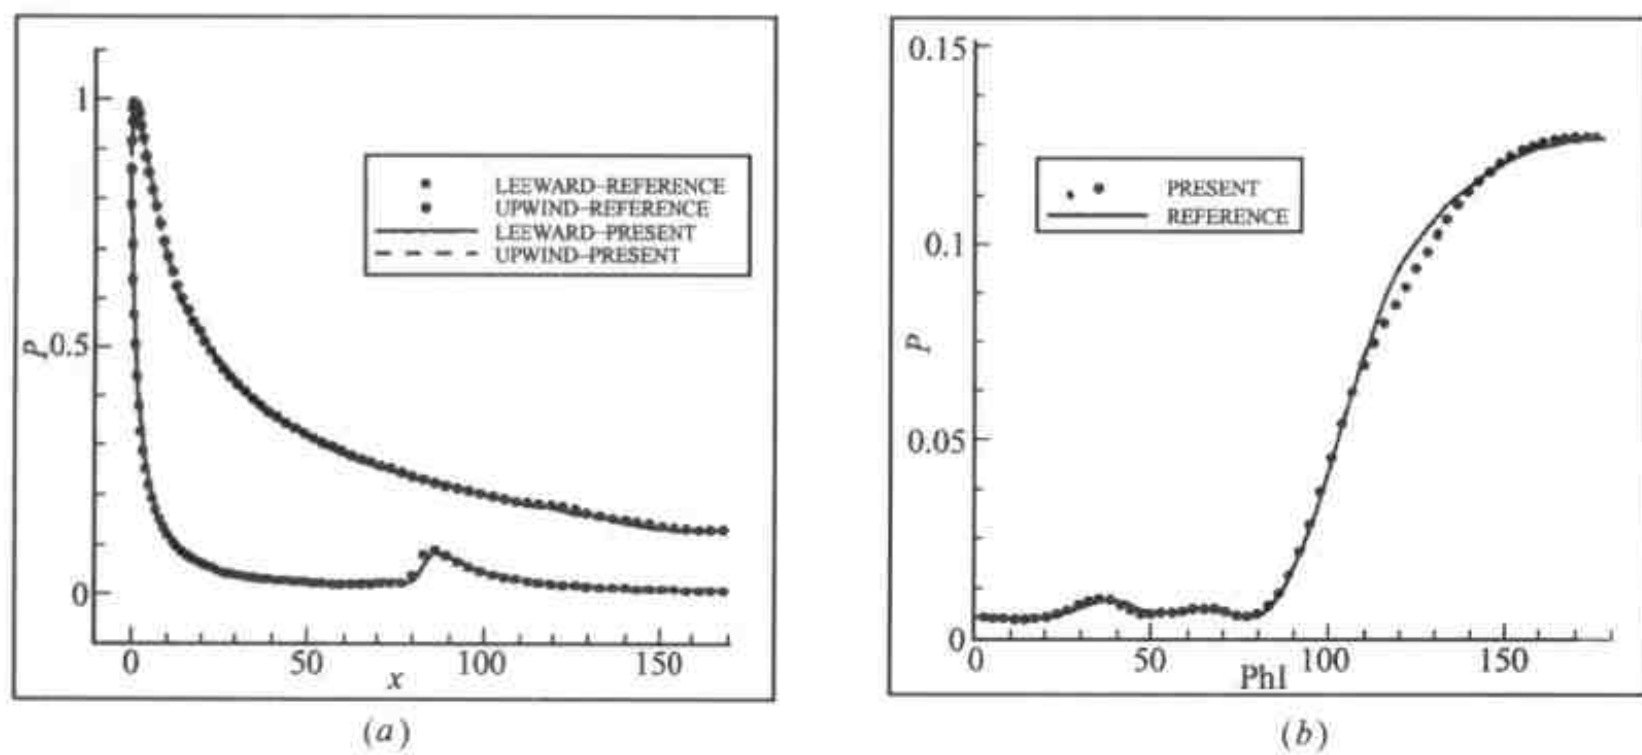 1
0.5
0
P
LEEWARD-REFERENCE
UPWIND-REFERENCE
LEEWARD-PRESENT
UPWIND-PRESENT
0 50 100 150
x
(a)
0.15
0.1
0.05
0
P
PRESENT
REFERENCE
0 50 100 150
PhI
(b)